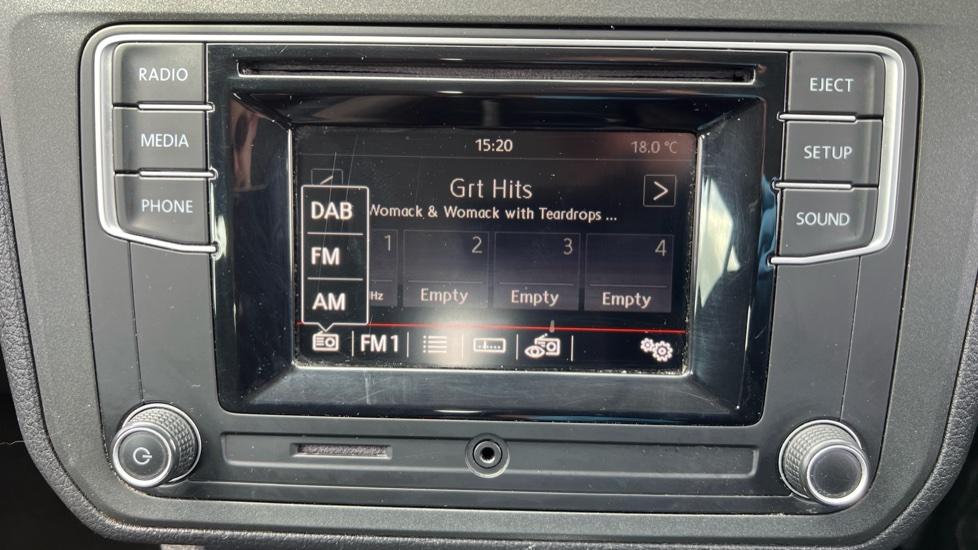 RADIO
MEDIA
PHONE
EJECT
SETUP
SOUND
15:20
18.0 °C
<
Grt Hits
>
Womack & Womack with Teardrops ...
DAB
FM
AM
1
2
3
4
Hz
Empty
Empty
Empty
FM1